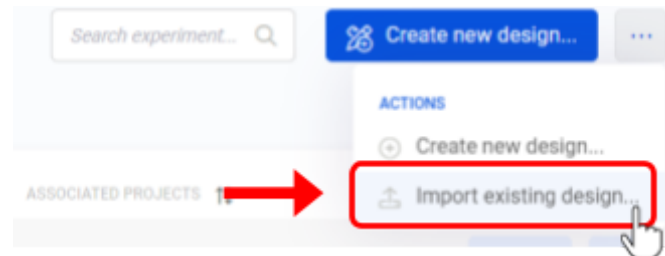 Search experiment...
Create new design...
...
ACTIONS
Create new design...
ASSOCIATED PROJECTS
Import existing design...